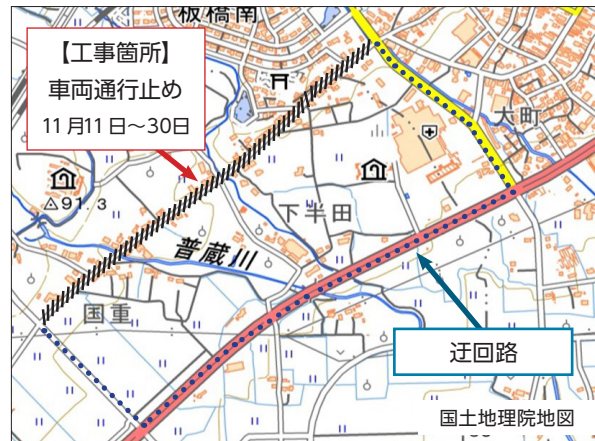 板橋南
【工事箇所】
車両通行止め
11月11日～30日
大町
91.3
下半田
普蔵川
国重
迂回路
国土地理院地図